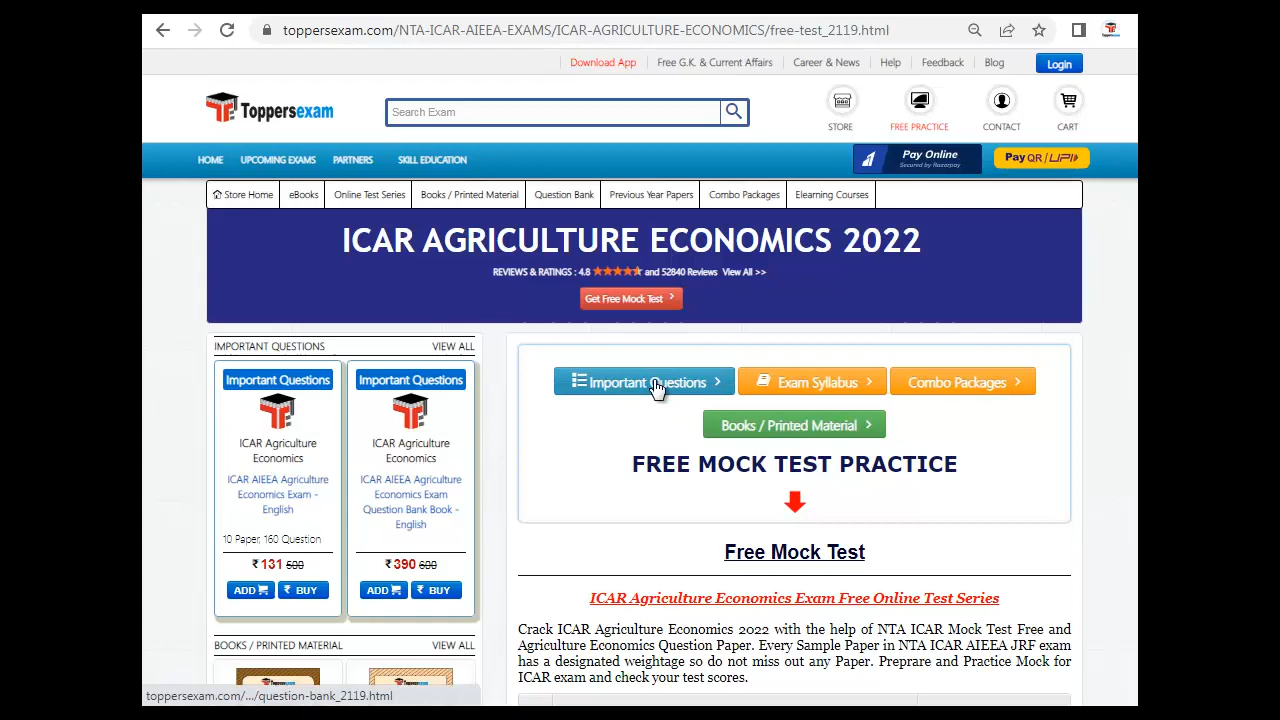 toppersexam.com/NTA-ICAR-AIEEA-EXAMS/ICAR-AGRICULTURE-ECONOMICS/free-test_2119.html
Download App
Free G.K. & Current Affairs
Career & News
Help
Feedback
Blog
Login
Toppersexam
Search Exam
STORE
FREE PRACTICE
CONTACT
CART
HOME
UPCOMING EXAMS
PARTNERS
SKILL EDUCATION
Pay Online
Secured by Razorpay
Pay QR / UPI
Store Home
eBooks
Online Test Series
Books / Printed Material
Question Bank
Previous Year Papers
Combo Packages
Elearning Courses
ICAR AGRICULTURE ECONOMICS 2022
REVIEWS & RATINGS : 4.8 and 52840 Reviews View All >>
Get Free Mock Test
IMPORTANT QUESTIONS
VIEW ALL
Important Questions
ICAR Agriculture
Economics
ICAR AIEEA Agriculture
Economics Exam -
English
10 Paper, 160 Question
₹ 131 500
ADD
₹ BUY
Important Questions
ICAR Agriculture
Economics
ICAR AIEEA Agriculture
Economics Exam
Question Bank Book -
English
₹ 390 600
ADD
₹ BUY
BOOKS / PRINTED MATERIAL
VIEW ALL
Important Questions
Exam Syllabus
Combo Packages
Books / Printed Material
FREE MOCK TEST PRACTICE
Free Mock Test
ICAR Agriculture Economics Exam Free Online Test Series
Crack ICAR Agriculture Economics 2022 with the help of NTA ICAR Mock Test Free and
Agriculture Economics Question Paper. Every Sample Paper in NTA ICAR AIEEA JRF exam
has a designated weightage so do not miss out any Paper. Preprare and Practice Mock for
ICAR exam and check your test scores.
toppersexam.com/.../question-bank_2119.html